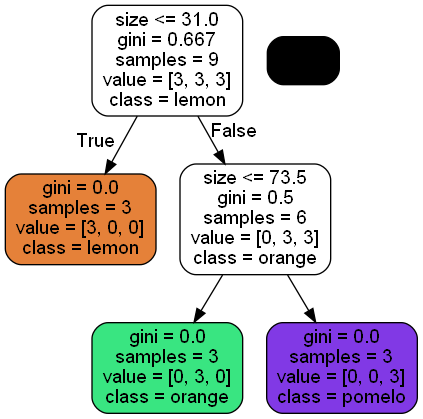 size <= 31.0
gini = 0.667
samples = 9
value = [3, 3, 3]
class = lemon
True
False
gini = 0.0
samples = 3
value = [3, 0, 0]
class = lemon
size <= 73.5
gini = 0.5
samples = 6
value = [0, 3, 3]
class = orange
gini = 0.0
samples = 3
value = [0, 3, 0]
class = orange
gini = 0.0
samples = 3
value = [0, 0, 3]
class = pomelo